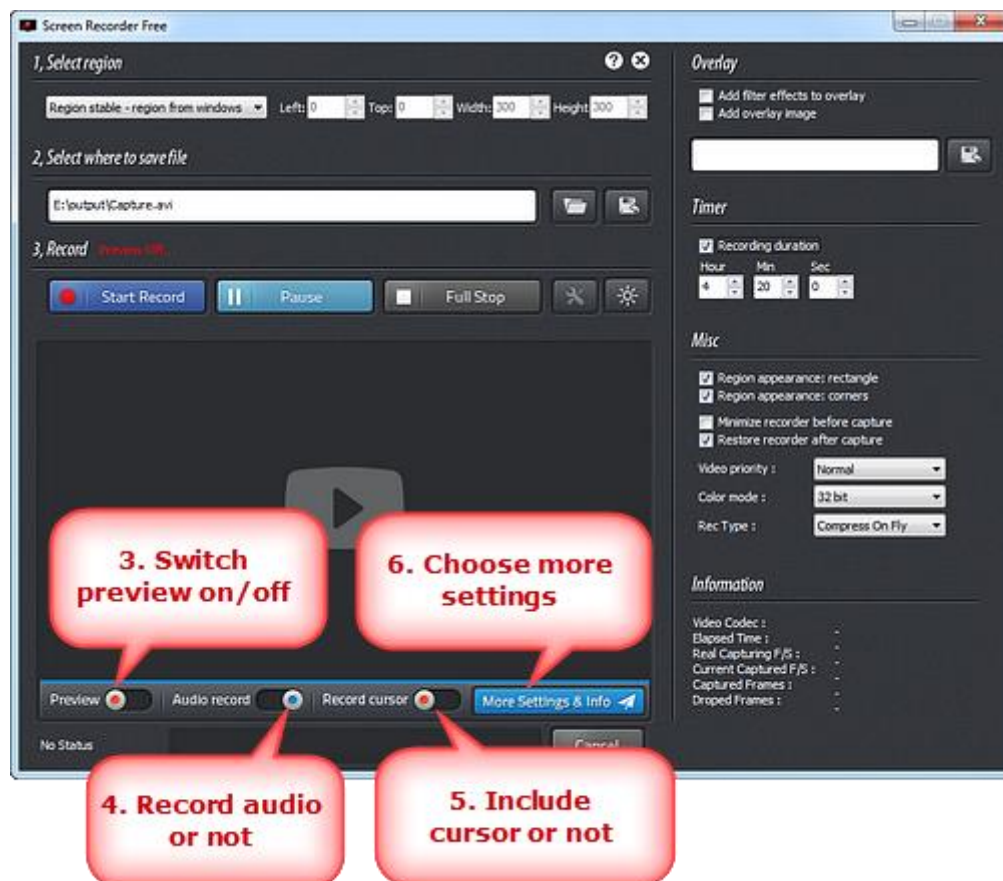 Screen Recorder Free
1, Select region
Region stable - region from windows Left: 0 Top: 0 Width: 300 Height 300
2, Select where to save file
E:\output\Capture.avi
3, Record Preview Off...
Start Record Pause Full Stop
3. Switch
preview on/off
6. Choose more
settings
Preview Audio record Record cursor More Settings & Info
No Status Cancel
4. Record audio
or not
5. Include
cursor or not
Overlay
Add filter effects to overlay
Add overlay image
Timer
Recording duration
Hour Min Sec
4 20 0
Misc
Region appearance: rectangle
Region appearance: corners
Minimize recorder before capture
Restore recorder after capture
Video priority : Normal
Color mode : 32 bit
Rec Type : Compress On Fly
Information
Video Codec : -
Elapsed Time : -
Real Capturing F/S : -
Current Captured F/S : -
Captured Frames : -
Droped Frames : -